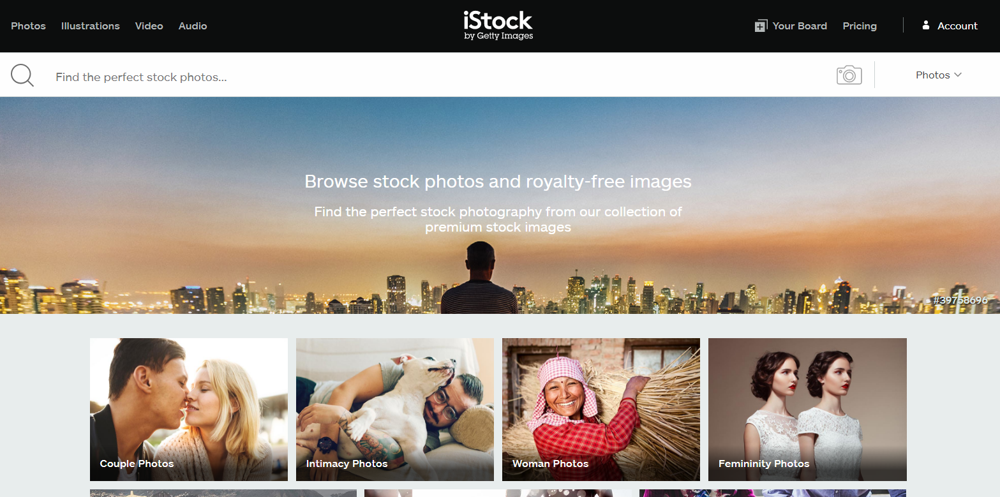 Photos Illustrations Video Audio
iStock
by Getty Images
Your Board Pricing Account
Find the perfect stock photos...
Photos
Browse stock photos and royalty-free images
Find the perfect stock photography from our collection of
premium stock images
#39758696
Couple Photos
Intimacy Photos
Woman Photos
Femininity Photos